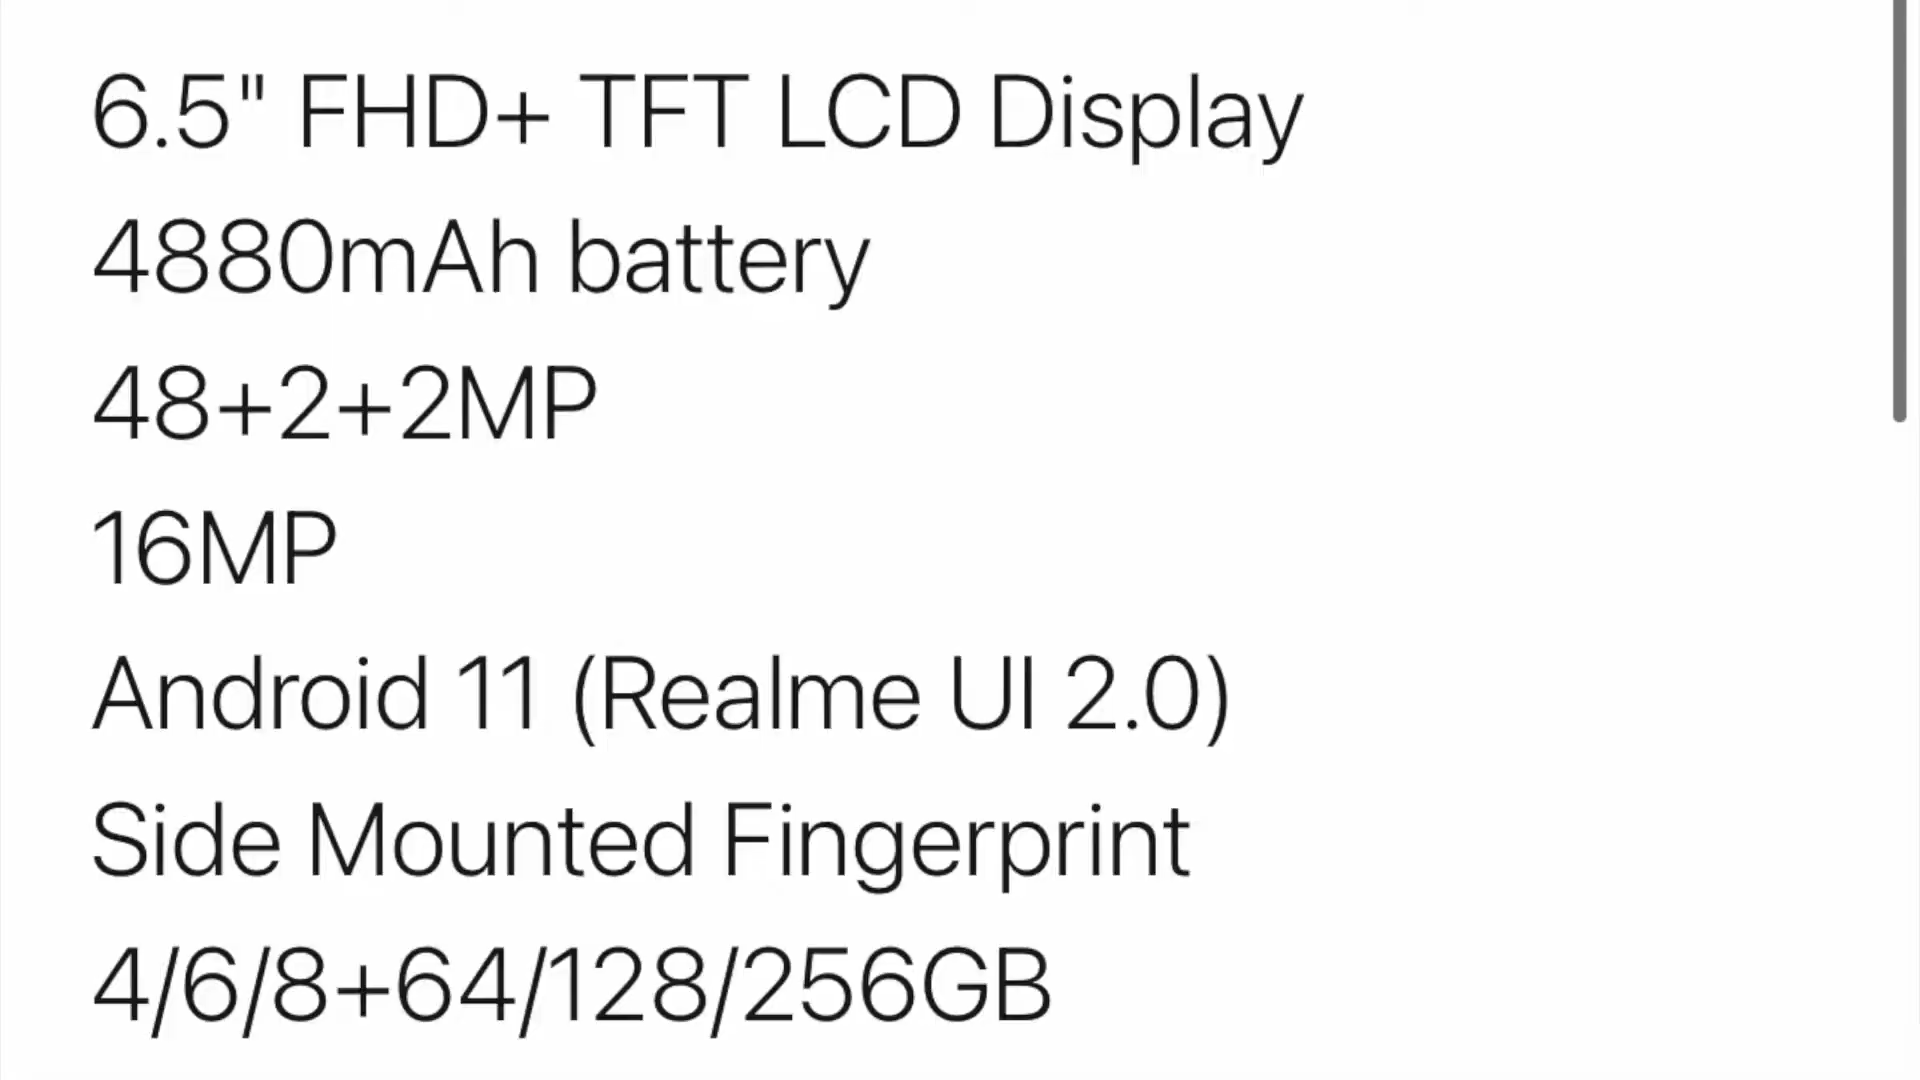 6.5" FHD+ TFT LCD Display
4880mAh battery
48+2+2MP
16MP
Android 11 (Realme UI 2.0)
Side Mounted Fingerprint
4/6/8+64/128/256GB